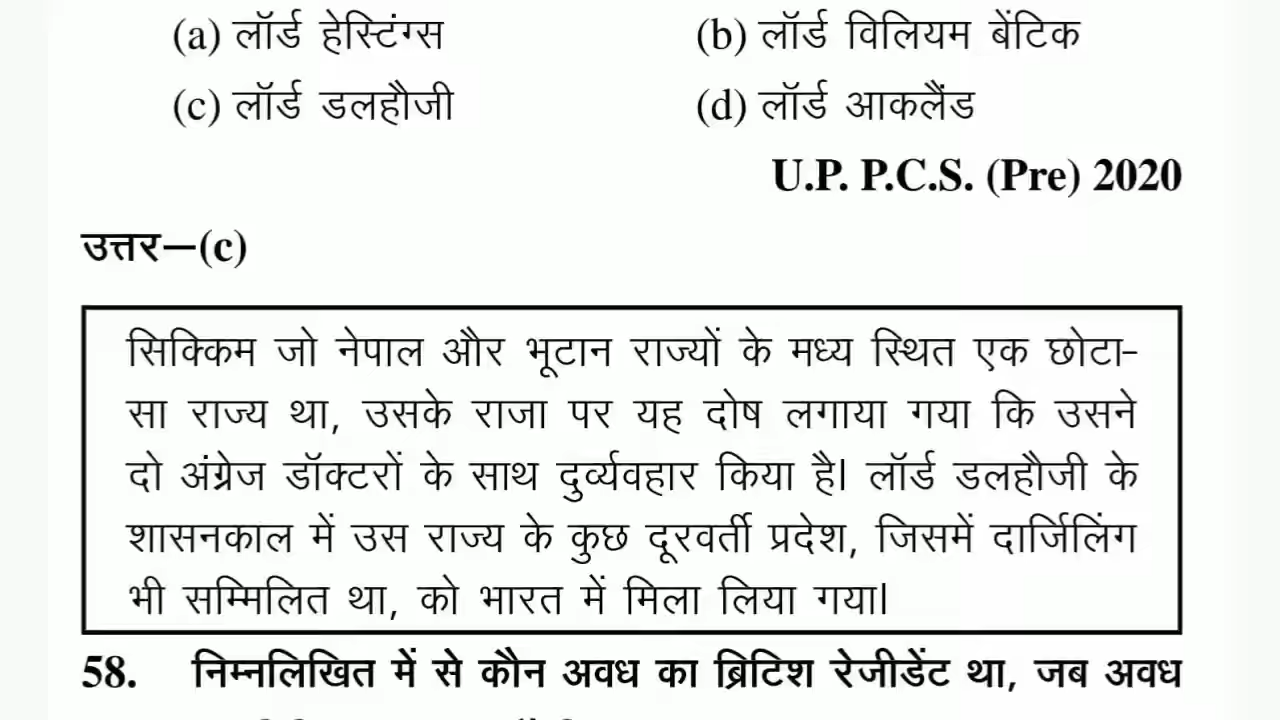 (a) लॉर्ड हेस्टिंग्स (b) लॉर्ड विलियम बेंटिक
(c) लॉर्ड डलहौजी (d) लॉर्ड आकलैंड
U.P. P.C.S. (Pre) 2020
उत्तर—(c)
सिक्किम जो नेपाल और भूटान राज्यों के मध्य स्थित एक छोटा-
सा राज्य था, उसके राजा पर यह दोष लगाया गया कि उसने
दो अंग्रेज डॉक्टरों के साथ दुर्व्यवहार किया है। लॉर्ड डलहौजी के
शासनकाल में उस राज्य के कुछ दूरवर्ती प्रदेश, जिसमें दार्जिलिंग
भी सम्मिलित था, को भारत में मिला लिया गया।
58. निम्नलिखित में से कौन अवध का ब्रिटिश रेजीडेंट था, जब अवध